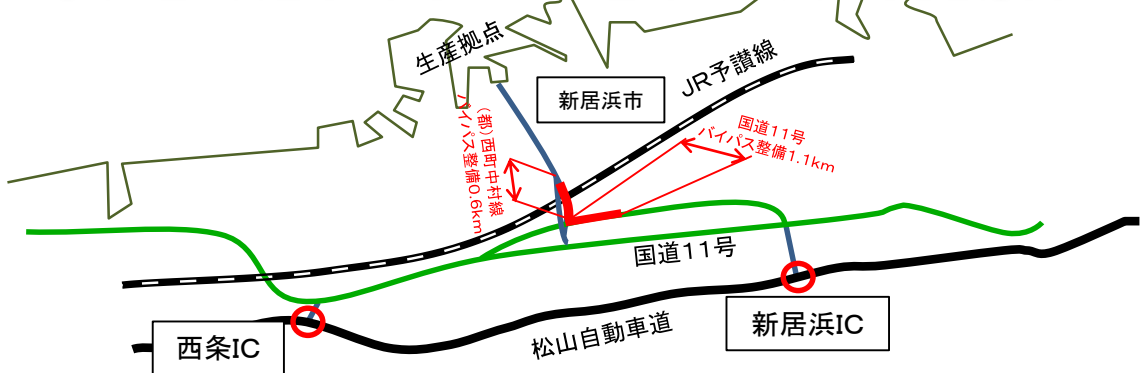 生産拠点
新居浜市
JR予讃線
(都)西町中村線
バイパス整備0.6km
国道11号
バイパス整備1.1km
国道11号
新居浜IC
松山自動車道
西条IC